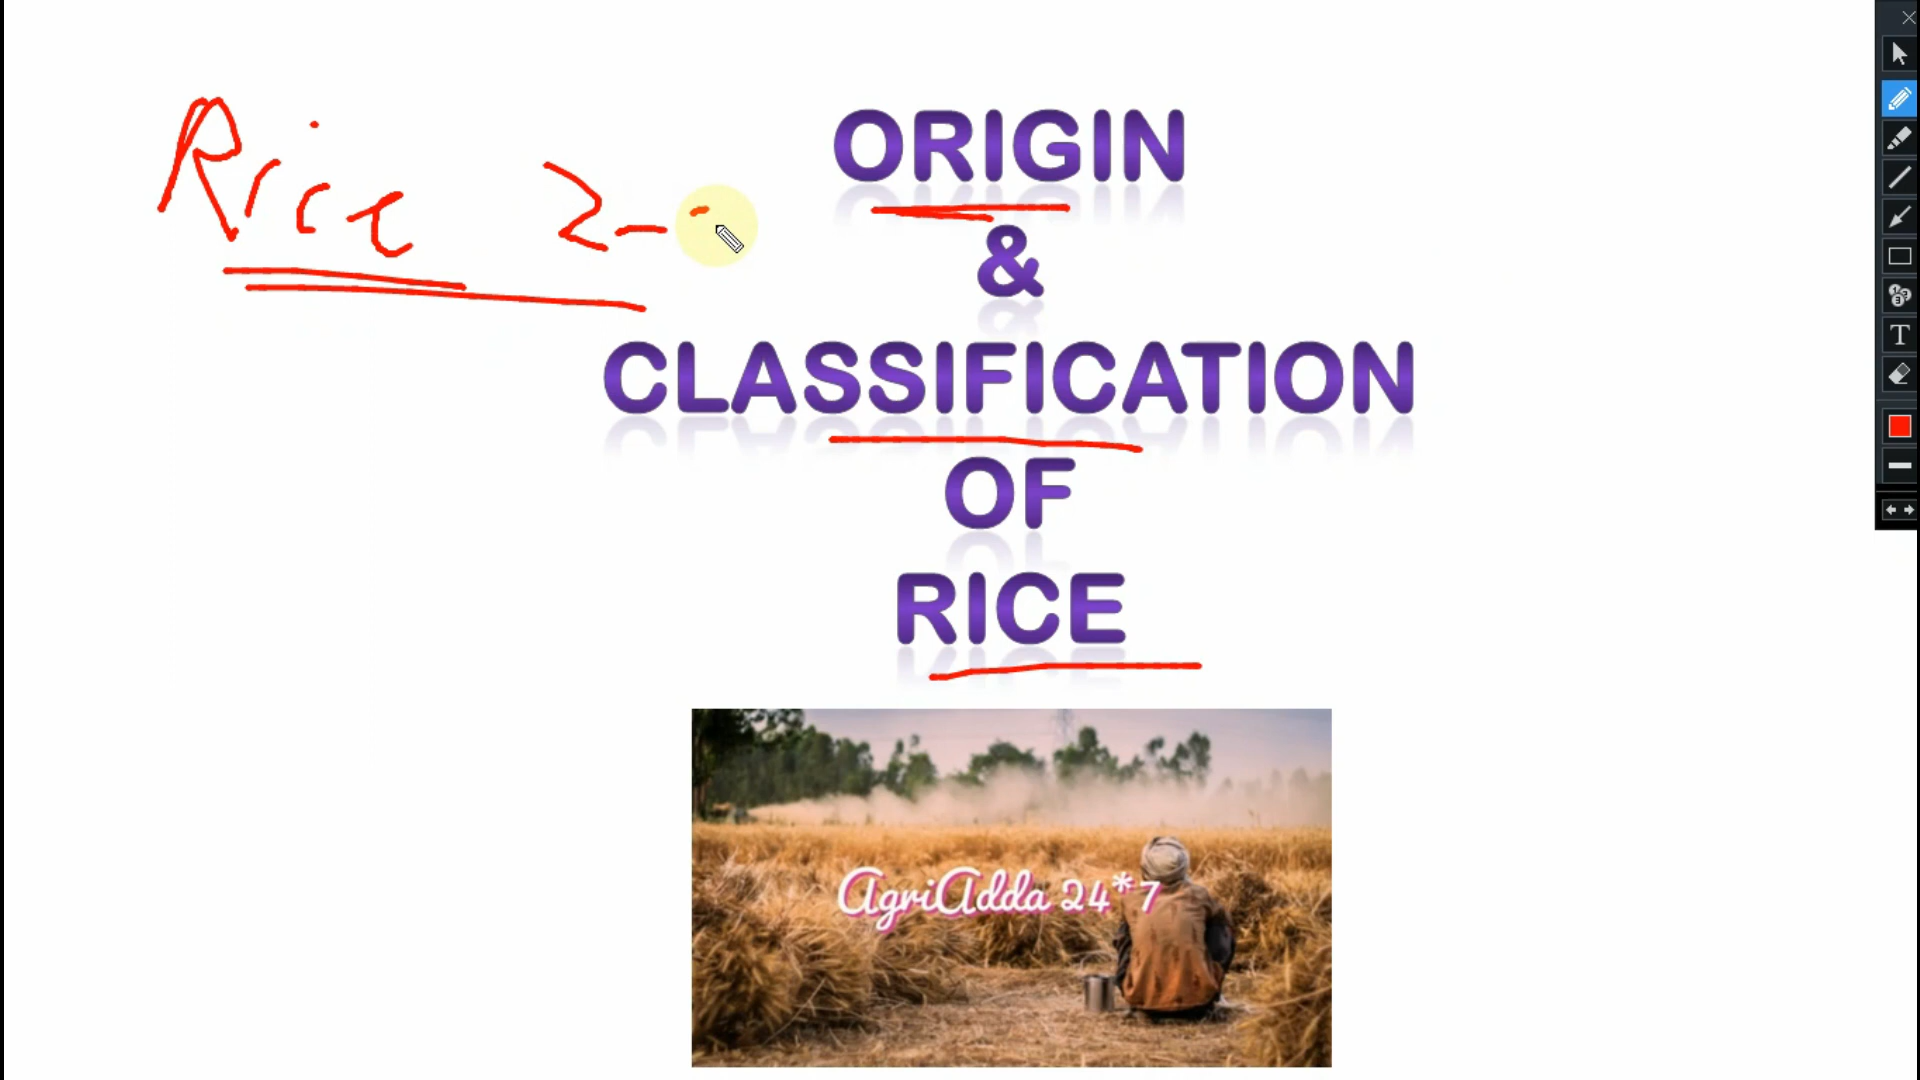 Rice 2-
ORIGIN
&
CLASSIFICATION
OF
RICE
AgriAdda 24*7